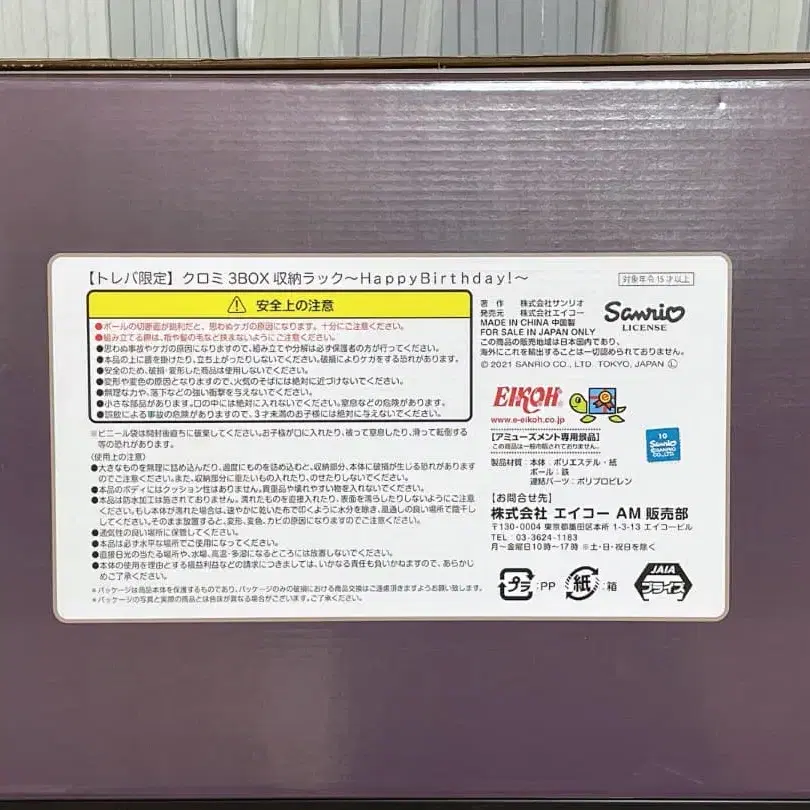 【トレバ限定】クロミ 3BOX 収納ラック～HappyBirthday!～
対象年令15才以上
安全上の注意
●ポールの切断面が鋭利だと、思わぬケガの原因になります。十分にご注意ください。
●組み立てる際は、指や髪の毛など挟まないようにご注意ください。
●思わぬ事故やケガの原因になりますので、組み立てや分解は必ず保護者の方が行ってください。
●本品の上に腰を掛けたり、立ち上がったりしないでください。破損によりケガをする恐れがあります。
●安全のため、破損・変形した商品は使用しないでください。
●変形や変色の原因となりますので、火気のそばには絶対に近づけないでください。
●無理な力や、落下などの強い衝撃を与えないでください。
●小さな部品があります。口の中には絶対に入れないでください。窒息などの危険があります。
●誤飲による事故の危険がありますので、3才未満のお子様には絶対に与えないでください。
※ビニール袋は開封後直ちに破棄してください。お子様が口に入れたり、被って窒息したり、滑って転倒する
等の恐れがあります。
〈使用上の注意〉
●大きなものを無理に詰め込んだり、過度にものを詰め込むと、収納部分、本体に破損が生じる恐れがあります
のでご注意ください。また、収納部分に重たいもの入れたり、のせたりしないでください。
●本品のボディにはクッション性はありません。貴重品や壊れやすい物を入れないでください。
●本品は防水加工は施されておりません。濡れたものを直接入れたり、表面を濡らしたりしないようにご注意
ください。もし本体が濡れた場合は、速やかに乾いた布で叩くように水分を除き、風通しの良い場所で陰干し
してください。そのまま放置すると、変形、変色、カビの原因になりますのでご注意ください。
●通気性の良い場所に保管してください。
●本品は必ず水平な場所でご使用になってください。
●直接日光の当たる場所や、水場、高温・多湿になるところには放置しないでください。
●本体の使用を理由とする損益利益などの請求につきましては、いかなる責任も負いかねますので、あらかじ
めご了承ください。
＊パッケージは商品本体を保護するものであり、パッケージのみの破損における商品交換はご遠慮頂きますようお願い致します。
＊パッケージの写真と実際の商品とは色味が異なる場合がございます。ご了承ください。
著作 株式会社サンリオ
発売元 株式会社エイコー
MADE IN CHINA 中国製
FOR SALE IN JAPAN ONLY
この商品の販売地域は日本国内であり、
海外にこれを輸出することは一切認められておりません。
© 2021 SANRIO CO., LTD. TOKYO, JAPAN Ⓛ
Sanrio
LICENSE
EIKOH
www.e-eikoh.co.jp
【アミューズメント専用景品】
この商品は一般市販されておりません。
10
Sanrio
©SANRIO
CO.,LTD.
製品材質：本体：ポリエステル・紙
ポール：鉄
連結パーツ：ポリプロピレン
【お問合せ先】
株式会社 エイコー AM 販売部
〒130-0004 東京都墨田区本所 1-3-13 エイコービル
TEL 03-3624-1183
月～金曜日10時～17時 ※土・日・祝日を除く
プラ：PP
紙：箱
JAIA
プライズ